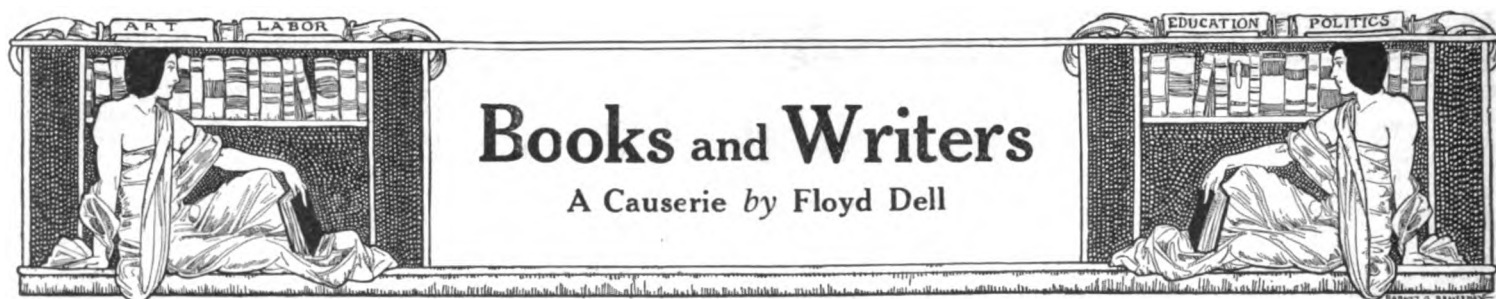 ART LABOR
EDUCATION POLITICS
Books and Writers
A Causerie by Floyd Dell